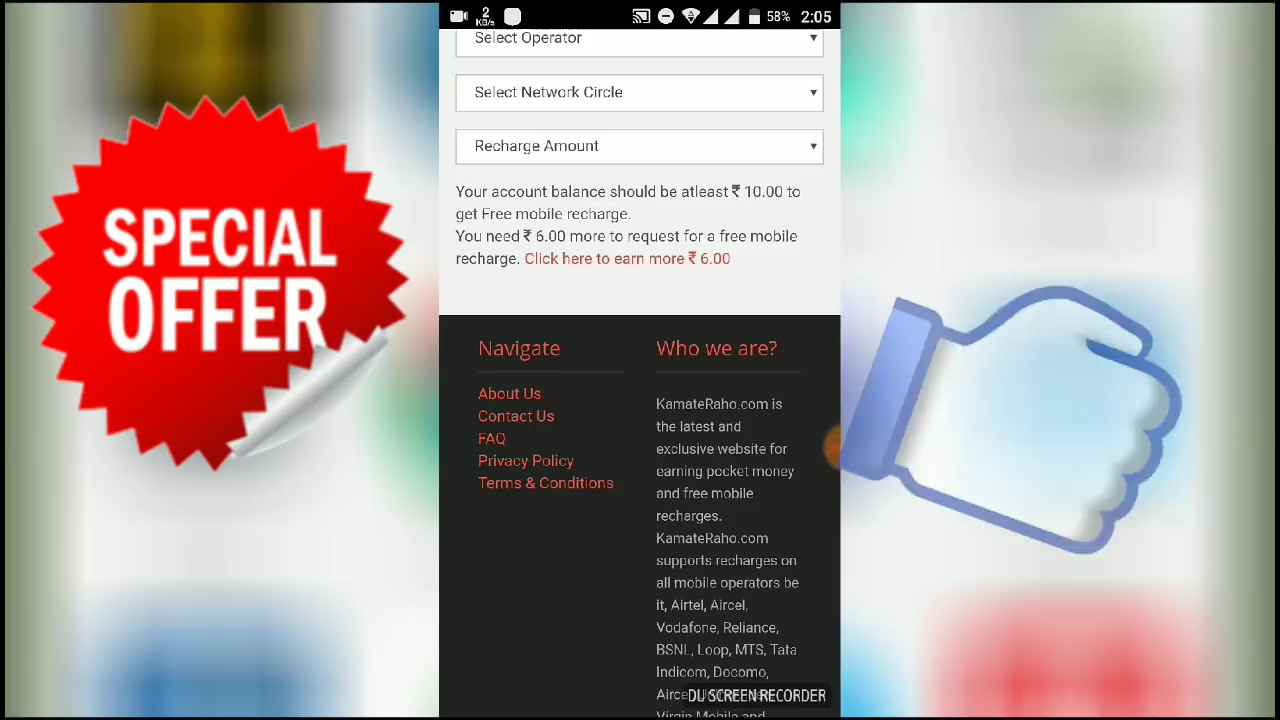 2
KB/s
58% 2:05
Select Operator
Select Network Circle
Recharge Amount
Your account balance should be atleast ₹ 10.00 to
get Free mobile recharge.
You need ₹ 6.00 more to request for a free mobile
recharge. Click here to earn more ₹ 6.00
SPECIAL
OFFER
Navigate
About Us
Contact Us
FAQ
Privacy Policy
Terms & Conditions
Who we are?
KamateRaho.com is
the latest and
exclusive website for
earning pocket money
and free mobile
recharges.
KamateRaho.com
supports recharges on
all mobile operators be
it, Airtel, Aircel,
Vodafone, Reliance,
BSNL, Loop, MTS, Tata
Indicom, Docomo,
Virgin Mobile and
DU SCREEN RECORDER